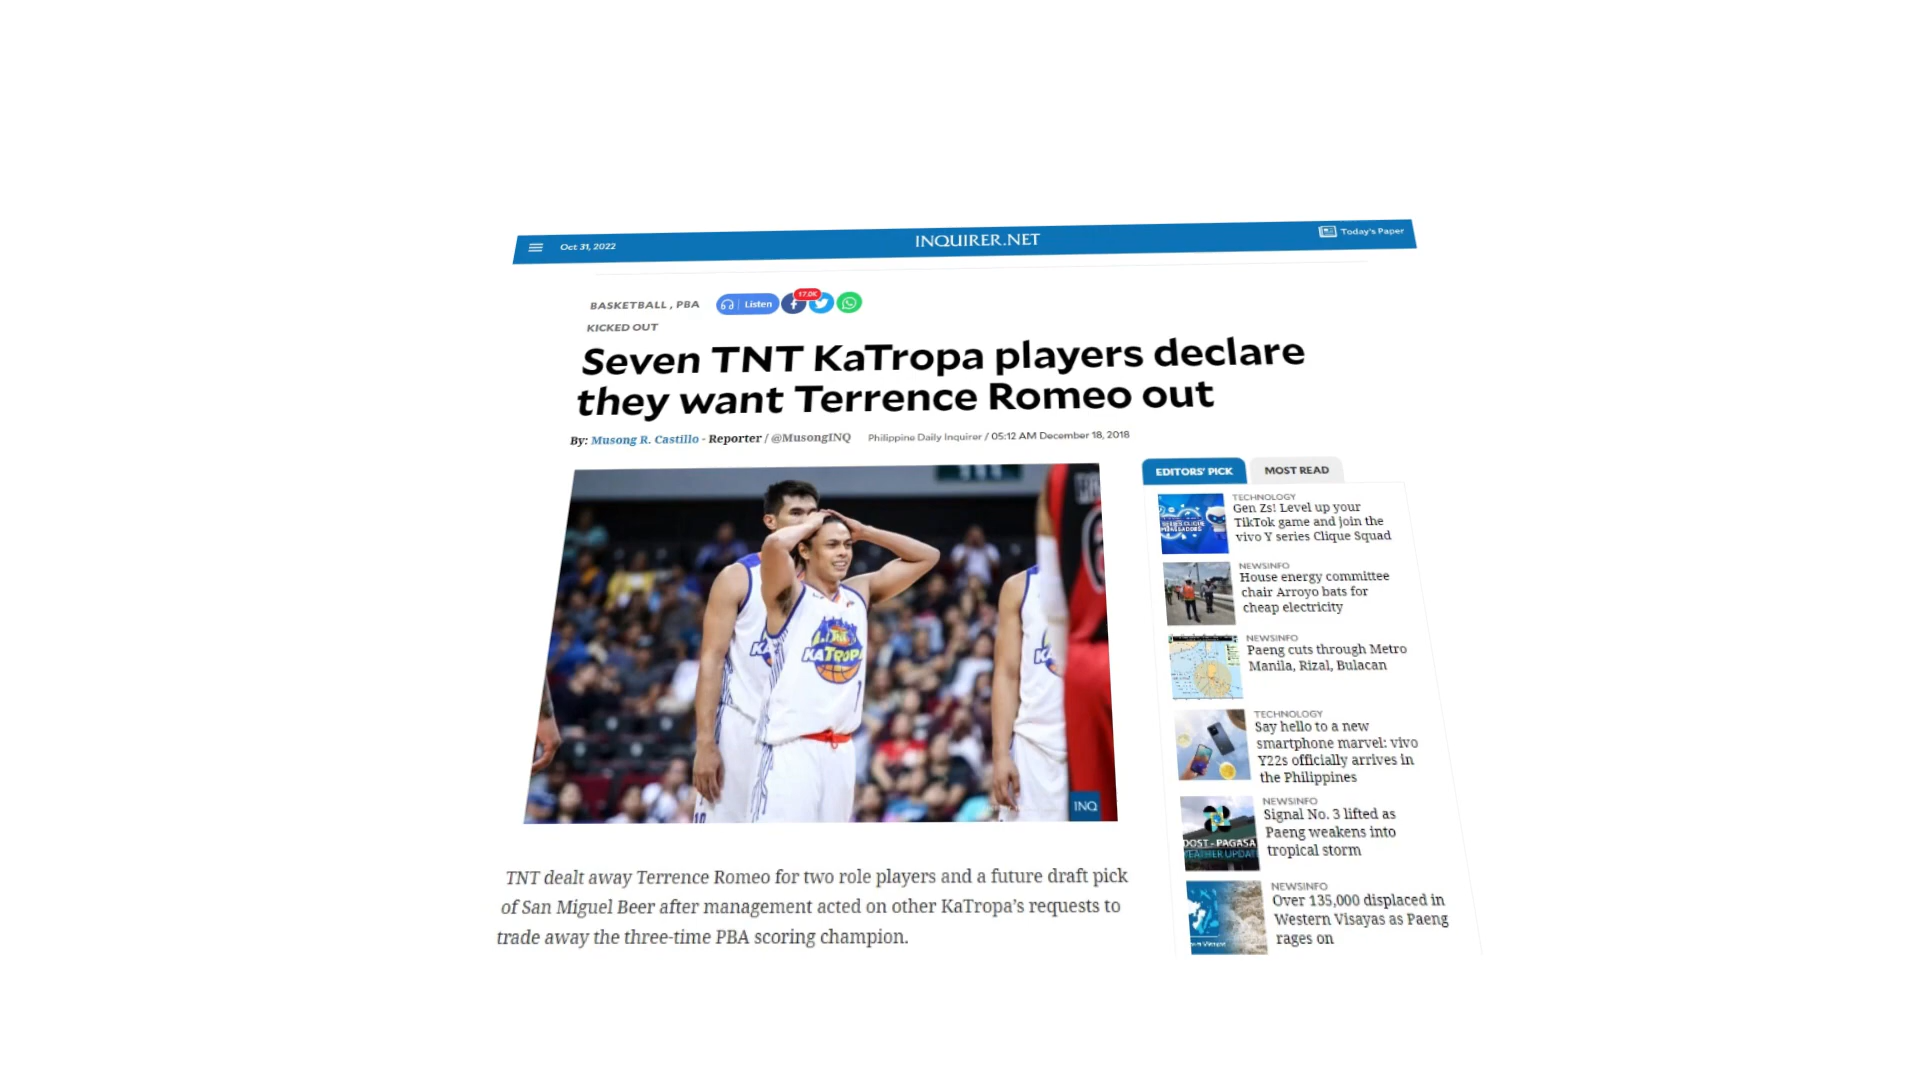 Oct 31, 2022
INQUIRER.NET
Today's Paper
BASKETBALL , PBA
Listen
17.0K
KICKED OUT
Seven TNT KaTropa players declare
they want Terrence Romeo out
By: Musong R. Castillo - Reporter / @MusongINQ
Philippine Daily Inquirer / 05:12 AM December 18, 2018
KATROPA
INQ
TNT dealt away Terrence Romeo for two role players and a future draft pick
of San Miguel Beer after management acted on other KaTropa's requests to
trade away the three-time PBA scoring champion.
EDITORS' PICK
MOST READ
TECHNOLOGY
Gen Zs! Level up your
TikTok game and join the
vivo Y series Clique Squad
NEWSINFO
House energy committee
chair Arroyo bats for
cheap electricity
NEWSINFO
Paeng cuts through Metro
Manila, Rizal, Bulacan
TECHNOLOGY
Say hello to a new
smartphone marvel: vivo
Y22s officially arrives in
the Philippines
DOST - PAGASA
NEWSINFO
Signal No. 3 lifted as
Paeng weakens into
tropical storm
NEWSINFO
Over 135,000 displaced in
Western Visayas as Paeng
rages on